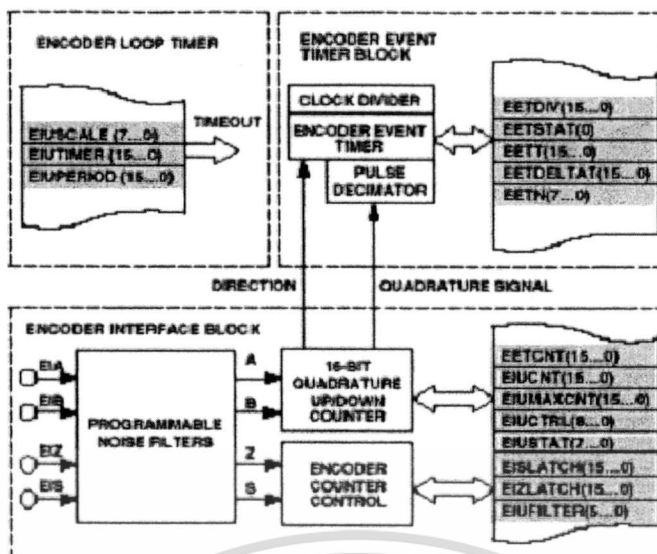 ENCODER LOOP TIMER
EIUSCALE (7...0)
EIUTIMER (15...0)
EIUPERIOD (15...0)
TIMEOUT
ENCODER EVENT
TIMER BLOCK
CLOCK DIVIDER
ENCODER EVENT
TIMER
PULSE
DECIMATOR
EETDIV (15...0)
EETSTAT(0)
EETT(15...0)
EETDELTAT(15...0)
EETN(7...0)
DIRECTION
QUADRATURE SIGNAL
ENCODER INTERFACE BLOCK
EIA
EIB
EIZ
EIS
PROGRAMMABLE
NOISE FILTERS
A
B
Z
S
16-BIT
QUADRATURE
UP/DOWN
COUNTER
ENCODER
COUNTER
CONTROL
EETCNT(15...0)
EIUCNT(15...0)
EIUMAXCNT(15...0)
EIUCTRL(8...0)
EIUSTAT(7...0)
EISLATCH(15...0)
EIZLATCH(15...0)
EIUFILTER(5...0)